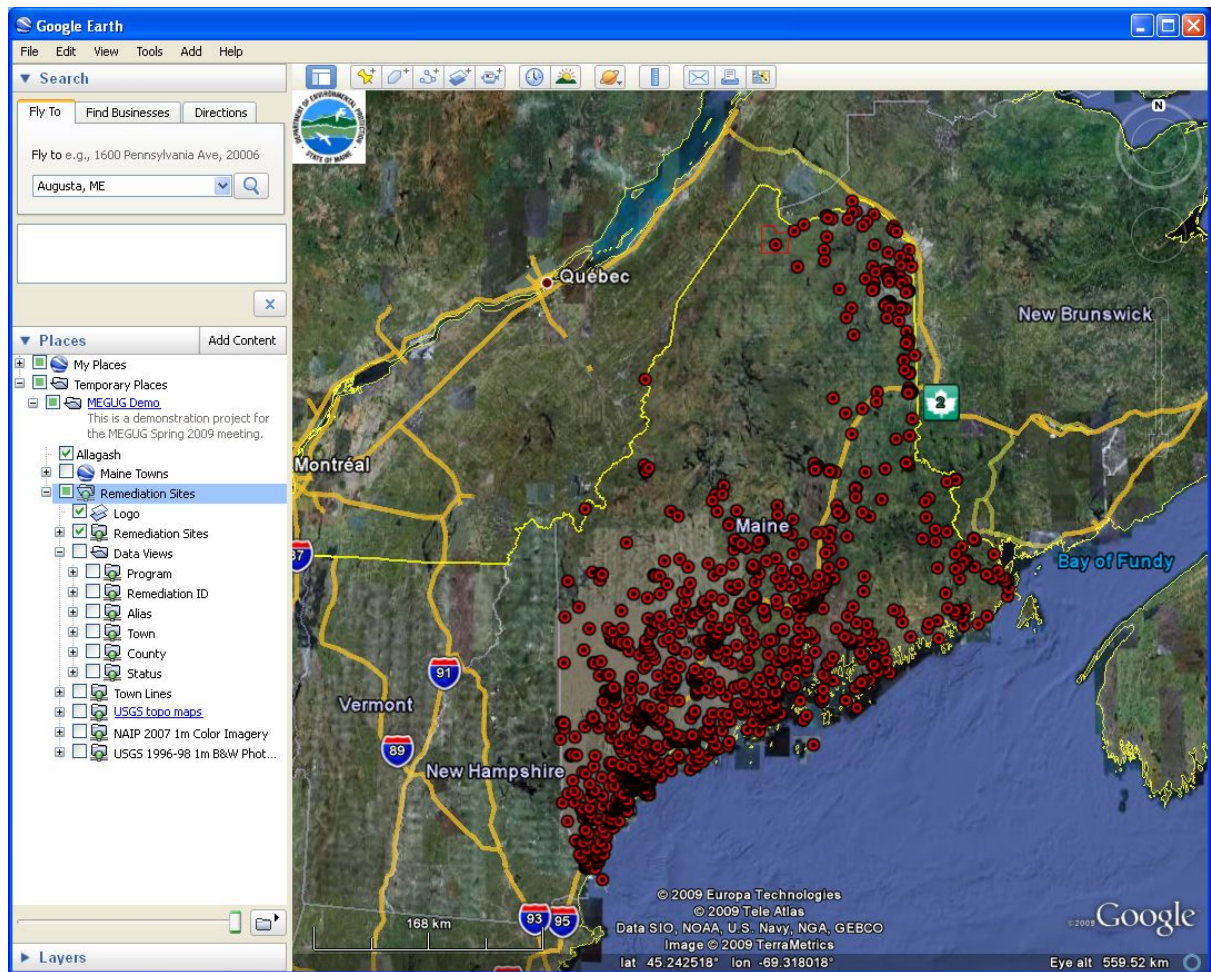 Google Earth
File Edit View Tools Add Help
Search
Fly To Find Businesses Directions
Fly to e.g., 1600 Pennsylvania Ave, 20006
Augusta, ME
Places Add Content
My Places
Temporary Places
MEGUG Demo
This is a demonstration project for
the MEGUG Spring 2009 meeting.
Allagash
Maine Towns
Remediation Sites
Logo
Remediation Sites
Data Views
Program
Remediation ID
Alias
Town
County
Status
Town Lines
USGS topo maps
NAIP 2007 1m Color Imagery
USGS 1996-98 1m B&W Phot...
Layers
DEPARTMENT OF ENVIRONMENTAL PROTECTION
STATE OF MAINE
N
Québec
New Brunswick
2
Montréal
Maine
87
Bay of Fundy
91
Vermont
89
New Hampshire
93 95
168 km
© 2009 Europa Technologies
© 2009 Tele Atlas
Data SIO, NOAA, U.S. Navy, NGA, GEBCO
Image © 2009 TerraMetrics
©2009 Google
lat 45.242518° lon -69.318018°
Eye alt 559.52 km